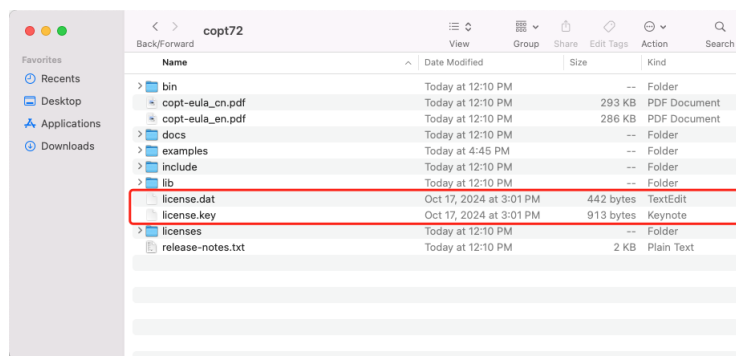 copt72
Back/Forward View Group Share Edit Tags Action Search
Favorites
Recents
Desktop
Applications
Downloads
Name Date Modified Size Kind
bin Today at 12:10 PM -- Folder
copt-eula_cn.pdf Today at 12:10 PM 293 KB PDF Document
copt-eula_en.pdf Today at 12:10 PM 286 KB PDF Document
docs Today at 12:10 PM -- Folder
examples Today at 4:45 PM -- Folder
include Today at 12:10 PM -- Folder
lib Today at 12:10 PM -- Folder
license.dat Oct 17, 2024 at 3:01 PM 442 bytes TextEdit
license.key Oct 17, 2024 at 3:01 PM 913 bytes Keynote
licenses Today at 12:10 PM -- Folder
release-notes.txt Today at 12:10 PM 2 KB Plain Text